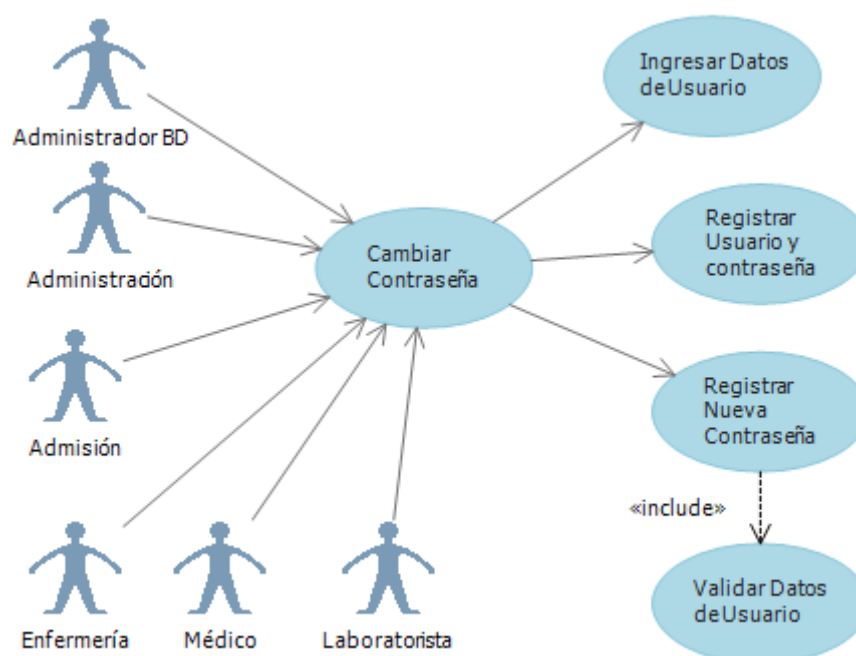 Administrador BD
Administración
Admisión
Enfermería
Médico
Laboratorista
Cambiar
Contraseña
Ingresar Datos
de Usuario
Registrar
Usuario y
contraseña
Registrar
Nueva
Contraseña
«include»
Validar Datos
de Usuario